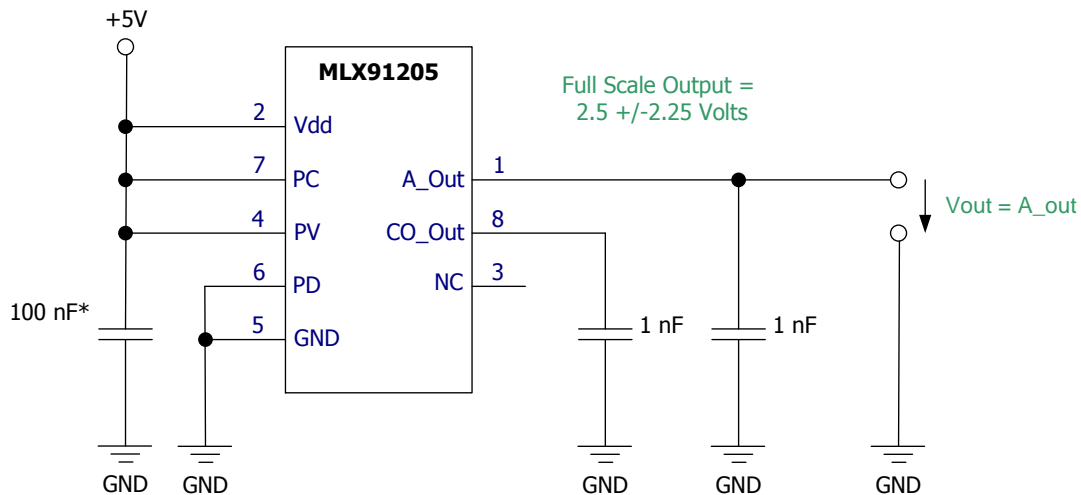 +5V
MLX91205
Full Scale Output =
2.5 +/-2.25 Volts
2
Vdd
7
PC
A_Out
1
Vout = A_out
4
PV
CO_Out
8
6
PD
NC
3
100 nF*
5
GND
1 nF
1 nF
GND
GND
GND
GND
GND